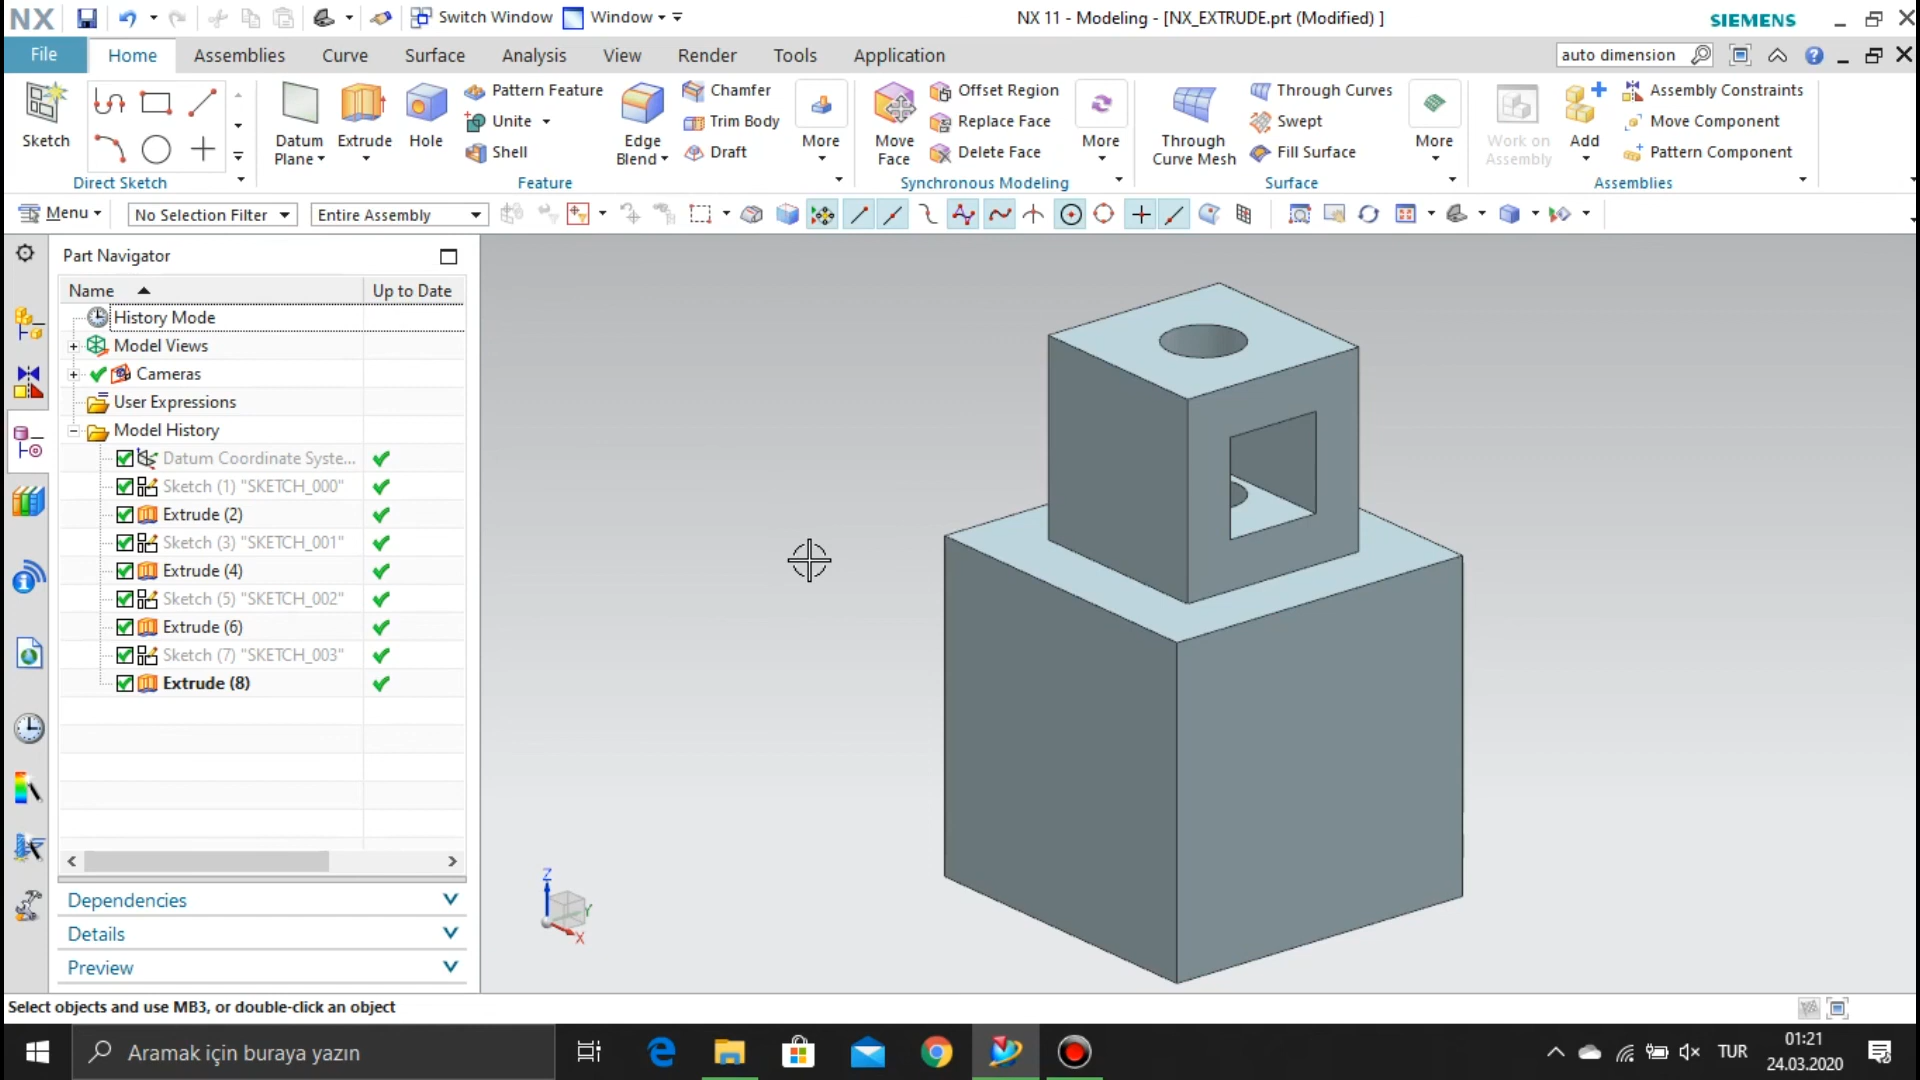 NX Switch Window Window NX 11 - Modeling - [NX_EXTRUDE.prt (Modified) ] SIEMENS
File Home Assemblies Curve Surface Analysis View Render Tools Application auto dimension
Sketch
Direct Sketch
Datum Plane
Extrude
Hole
Pattern Feature
Unite
Shell
Edge Blend
Chamfer
Trim Body
Draft
More
Feature
Move Face
Offset Region
Replace Face
Delete Face
More
Synchronous Modeling
Through Curve Mesh
Through Curves
Swept
Fill Surface
More
Surface
Work on Assembly
Add
Assembly Constraints
Move Component
Pattern Component
Assemblies
Menu No Selection Filter Entire Assembly
Part Navigator
Name Up to Date
History Mode
Model Views
Cameras
User Expressions
Model History
Datum Coordinate Syste...
Sketch (1) "SKETCH_000"
Extrude (2)
Sketch (3) "SKETCH_001"
Extrude (4)
Sketch (5) "SKETCH_002"
Extrude (6)
Sketch (7) "SKETCH_003"
Extrude (8)
Dependencies
Details
Preview
Z
Y
X
Select objects and use MB3, or double-click an object
Aramak için buraya yazın
TUR
01:21
24.03.2020